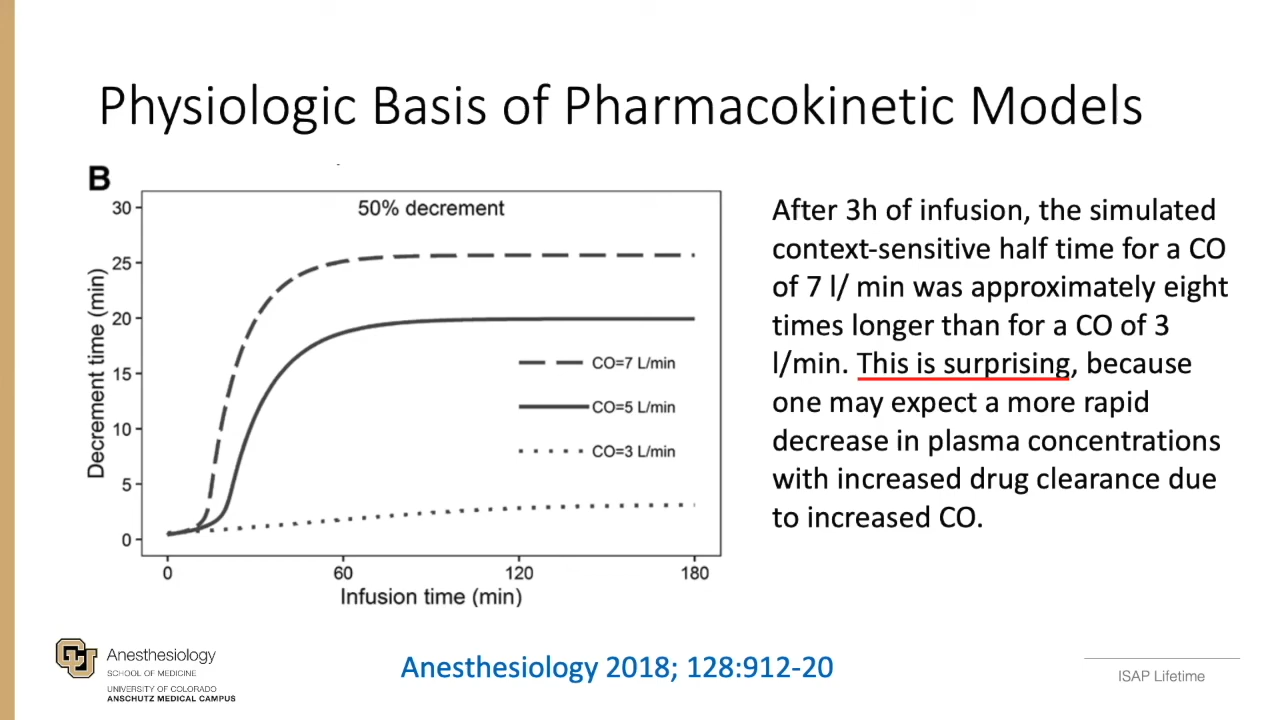 Physiologic Basis of Pharmacokinetic Models
B
50% decrement
30
25
20
15
10
5
0
Decrement time (min)
CO=7 L/min
CO=5 L/min
CO=3 L/min
0
60
120
180
Infusion time (min)
After 3h of infusion, the simulated
context-sensitive half time for a CO
of 7 l/ min was approximately eight
times longer than for a CO of 3
l/min. This is surprising, because
one may expect a more rapid
decrease in plasma concentrations
with increased drug clearance due
to increased CO.
CU
Anesthesiology
SCHOOL OF MEDICINE
UNIVERSITY OF COLORADO
ANSCHUTZ MEDICAL CAMPUS
Anesthesiology 2018; 128:912-20
ISAP Lifetime